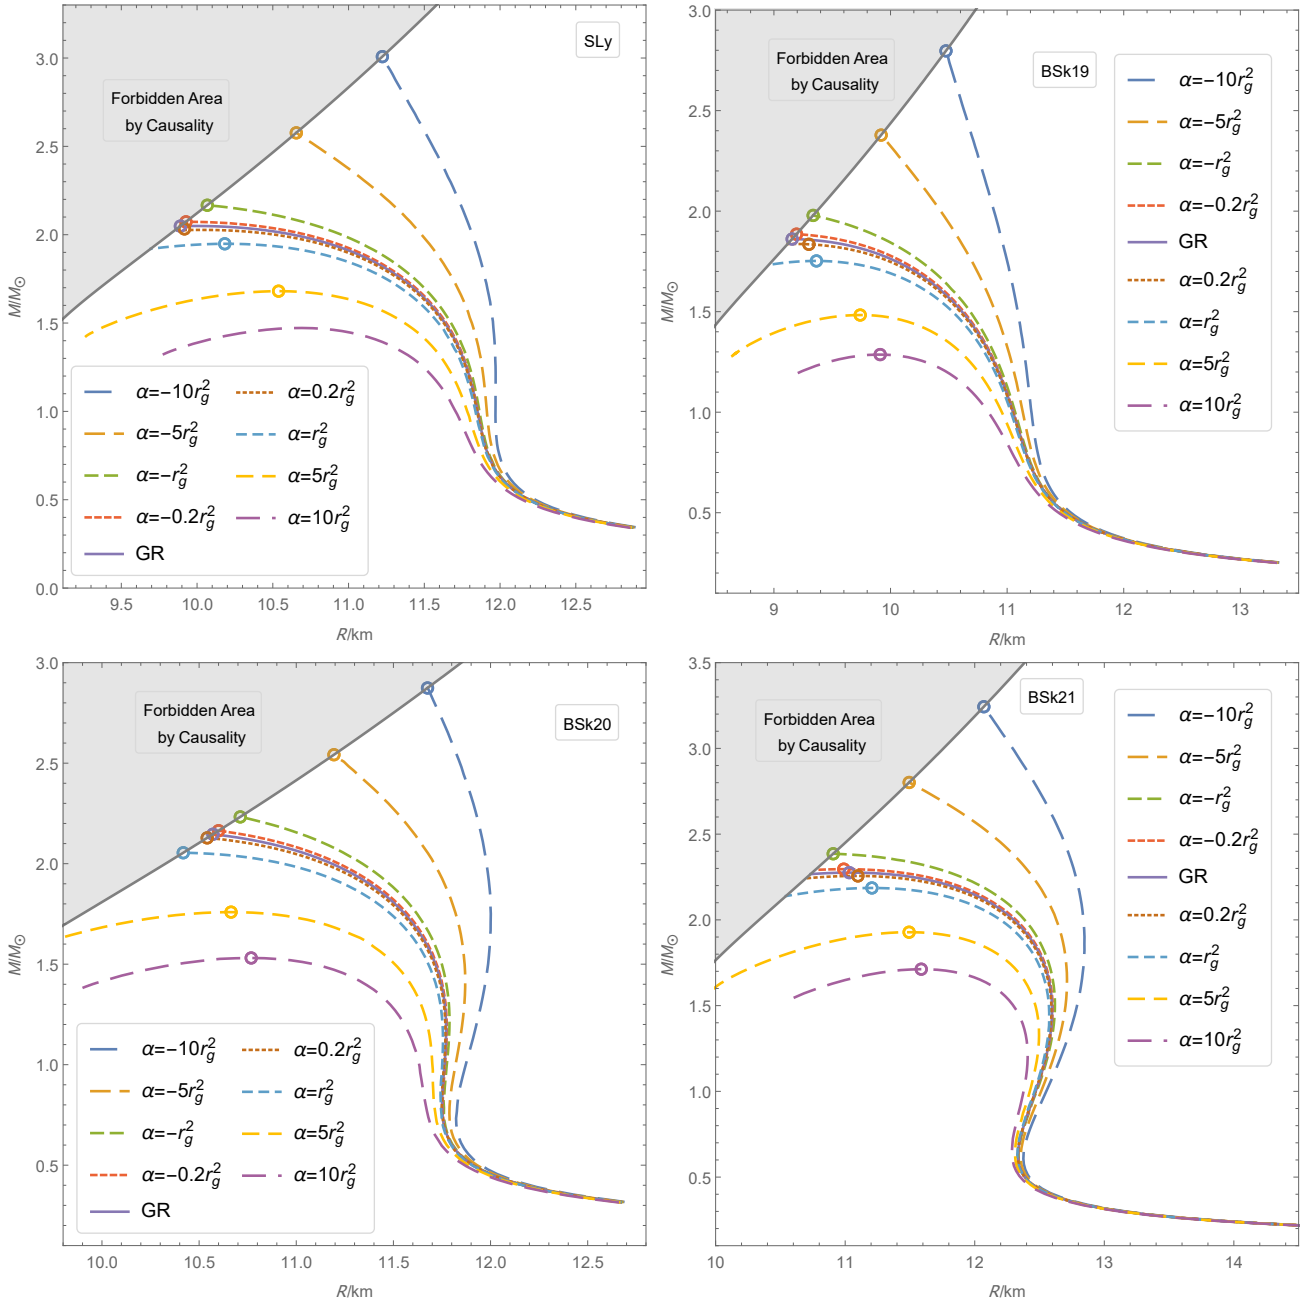 SLy
Forbidden Area
by Causality
M/M⊙
3.0
2.5
2.0
1.5
1.0
0.5
0.0
α=−10r_g^2
α=−5r_g^2
α=−r_g^2
α=−0.2r_g^2
GR
α=0.2r_g^2
α=r_g^2
α=5r_g^2
α=10r_g^2
9.5 10.0 10.5 11.0 11.5 12.0 12.5
R/km
BSk19
Forbidden Area
by Causality
M/M⊙
3.0
2.5
2.0
1.5
1.0
0.5
α=−10r_g^2
α=−5r_g^2
α=−r_g^2
α=−0.2r_g^2
GR
α=0.2r_g^2
α=r_g^2
α=5r_g^2
α=10r_g^2
9 10 11 12 13
R/km
BSk20
Forbidden Area
by Causality
M/M⊙
3.0
2.5
2.0
1.5
1.0
0.5
α=−10r_g^2
α=−5r_g^2
α=−r_g^2
α=−0.2r_g^2
GR
α=0.2r_g^2
α=r_g^2
α=5r_g^2
α=10r_g^2
10.0 10.5 11.0 11.5 12.0 12.5
R/km
BSk21
Forbidden Area
by Causality
M/M⊙
3.5
3.0
2.5
2.0
1.5
1.0
0.5
α=−10r_g^2
α=−5r_g^2
α=−r_g^2
α=−0.2r_g^2
GR
α=0.2r_g^2
α=r_g^2
α=5r_g^2
α=10r_g^2
10 11 12 13 14
R/km